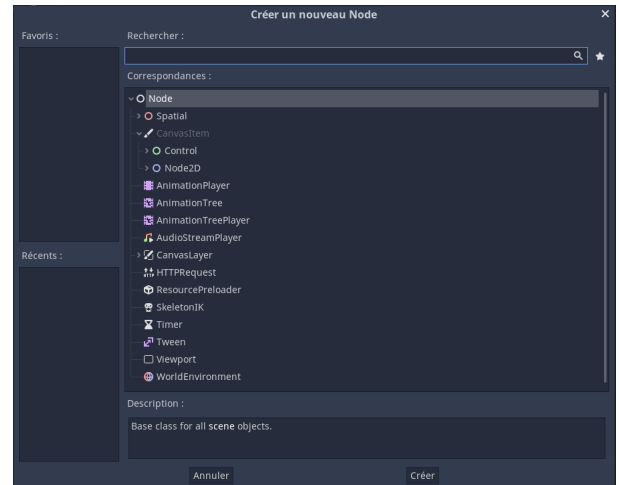 Créer un nouveau Node
Favoris :
Rechercher :
Correspondances :
Node
Spatial
CanvasItem
Control
Node2D
AnimationPlayer
AnimationTree
AnimationTreePlayer
AudioStreamPlayer
Récents :
CanvasLayer
HTTPRequest
ResourcePreloader
SkeletonIK
Timer
Tween
Viewport
WorldEnvironment
Description :
Base class for all scene objects.
Annuler
Créer